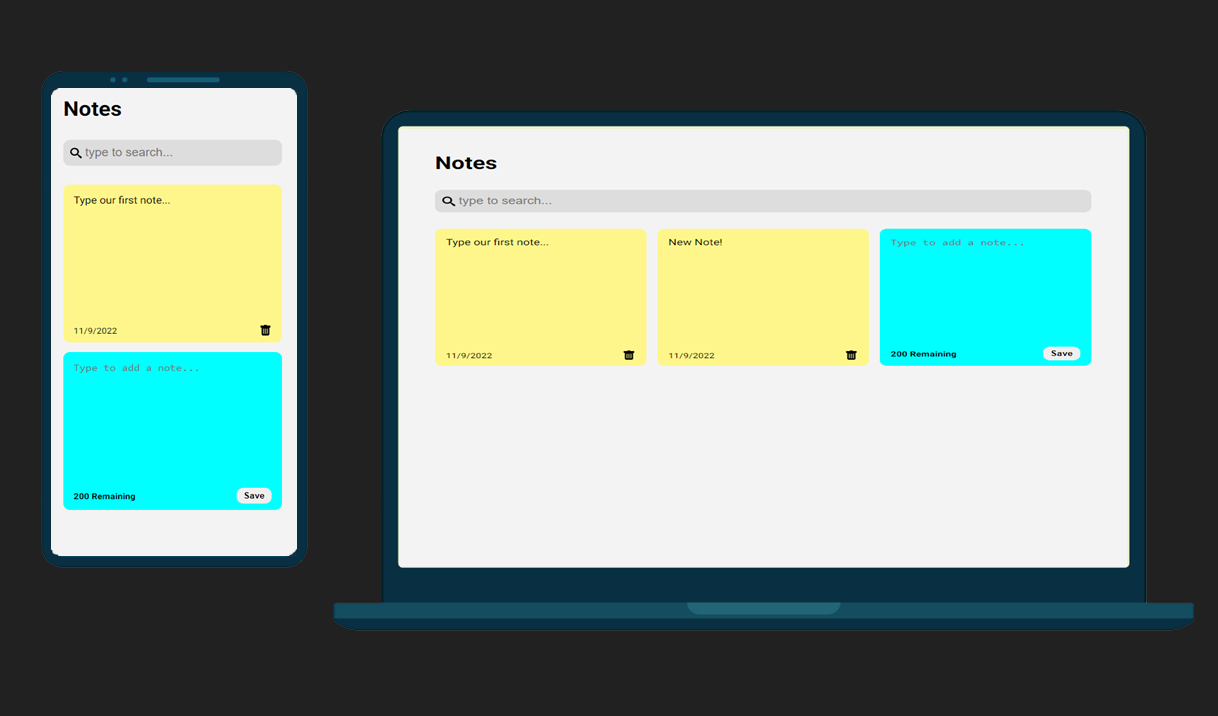 Notes
type to search...
Type our first note...
11/9/2022
Type to add a note...
200 Remaining
Save
Notes
type to search...
Type our first note...
11/9/2022
New Note!
11/9/2022
Type to add a note...
200 Remaining
Save